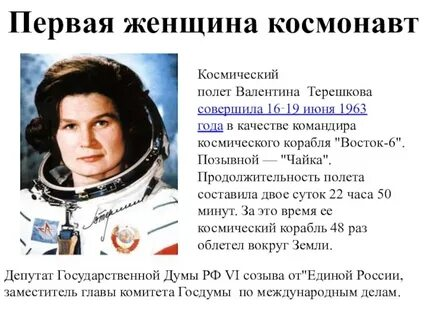 Первая женщина космонавт
Космический
полет Валентина Терешкова
совершила 16-19 июня 1963
года в качестве командира
космического корабля "Восток-6".
Позывной — "Чайка".
Продолжительность полета
составила двое суток 22 часа 50
минут. За это время ее
космический корабль 48 раз
облетел вокруг Земли.
Депутат Государственной Думы РФ VI созыва от"Единой России,
заместитель главы комитета Госдумы по международным делам.